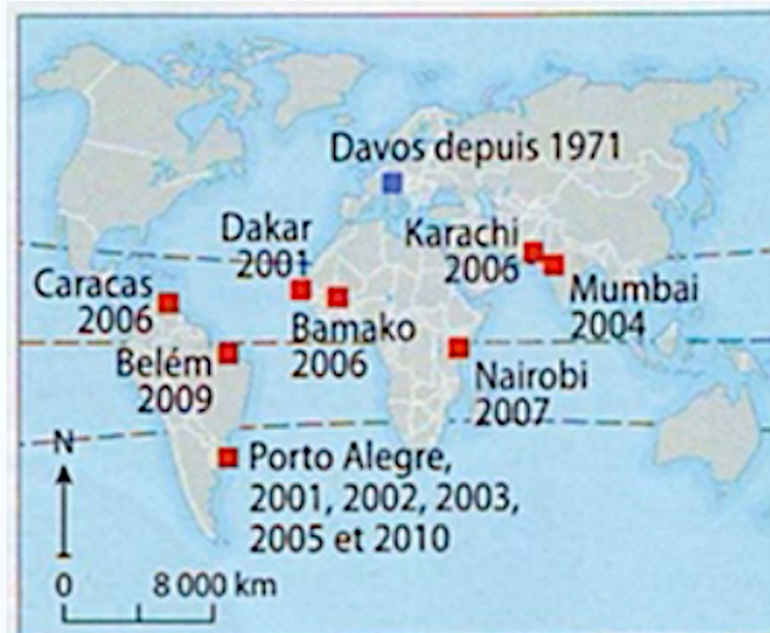 Davos depuis 1971
Dakar
2001
Karachi
2006
Caracas
2006
Mumbai
2004
Bamako
2006
Belém
2009
Nairobi
2007
N
Porto Alegre,
2001, 2002, 2003,
2005 et 2010
0 8 000 km